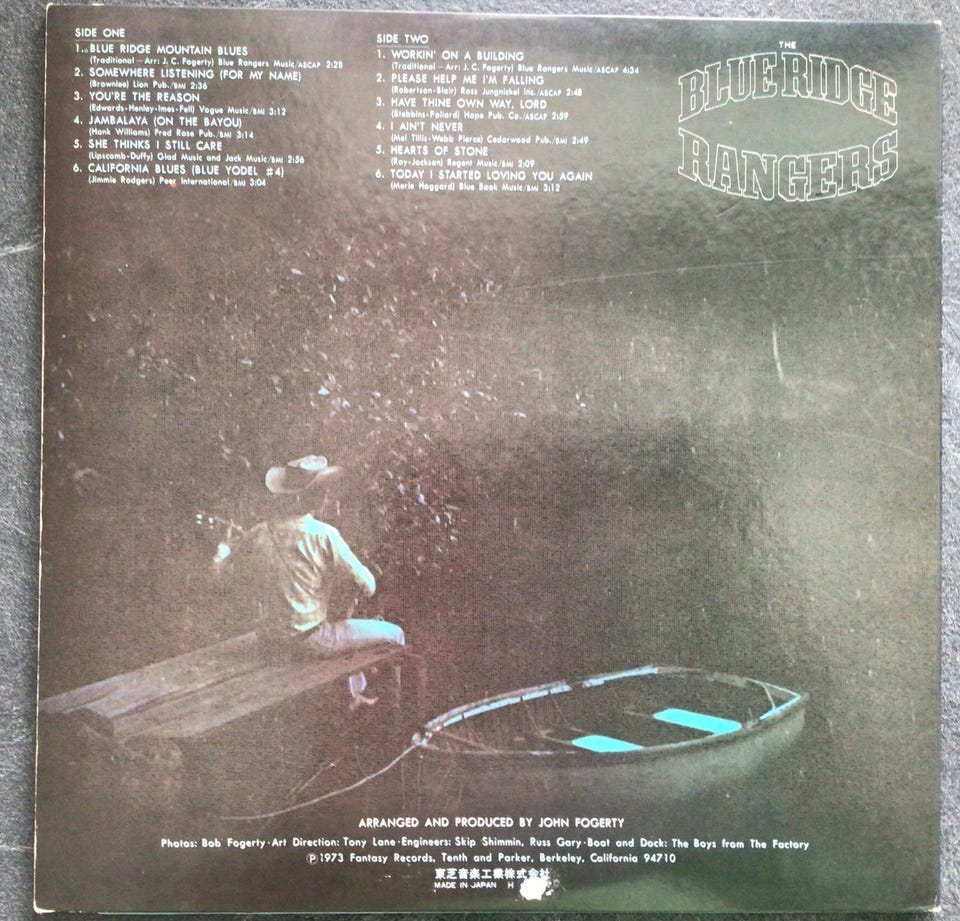 SIDE ONE
1. BLUE RIDGE MOUNTAIN BLUES
(Traditional—Arr: J. C. Fogerty) Blue Rangers Music/ASCAP 2:28
2. SOMEWHERE LISTENING (FOR MY NAME)
(Brownlee) Lion Pub./BMI 2:36
3. YOU'RE THE REASON
(Edwards-Henley-Imes-Fell) Vogue Music/BMI 3:12
4. JAMBALAYA (ON THE BAYOU)
(Hank Williams) Fred Rose Pub./BMI 3:14
5. SHE THINKS I STILL CARE
(Lipscomb-Duffy) Glad Music and Jack Music/BMI 2:36
6. CALIFORNIA BLUES (BLUE YODEL #4)
(Jimmie Rodgers) Peer International/BMI 3:04
SIDE TWO
1. WORKIN' ON A BUILDING
(Traditional—Arr: J. C. Fogerty) Blue Rangers Music/ASCAP 4:34
2. PLEASE HELP ME I'M FALLING
(Robertson-Blair) Ross Jungnickel Inc./ASCAP 2:48
3. HAVE THINE OWN WAY, LORD
(Stebbins-Pollard) Hope Pub. Co./ASCAP 2:59
4. I AIN'T NEVER
(Mel Tillis-Webb Pierce) Cedarwood Pub./BMI 2:49
5. HEARTS OF STONE
(Ray-Jackson) Regent Music/BMI 2:09
6. TODAY I STARTED LOVING YOU AGAIN
(Merle Haggard) Blue Book Music/BMI 3:12
THE
BLUE RIDGE
RANGERS
ARRANGED AND PRODUCED BY JOHN FOGERTY
Photos: Bob Fogerty·Art Direction: Tony Lane·Engineers: Skip Shimmin, Russ Gary·Boat and Dock: The Boys from The Factory
Ⓟ1973 Fantasy Records, Tenth and Parker, Berkeley, California 94710
東芝音楽工業株式会社
MADE IN JAPAN H